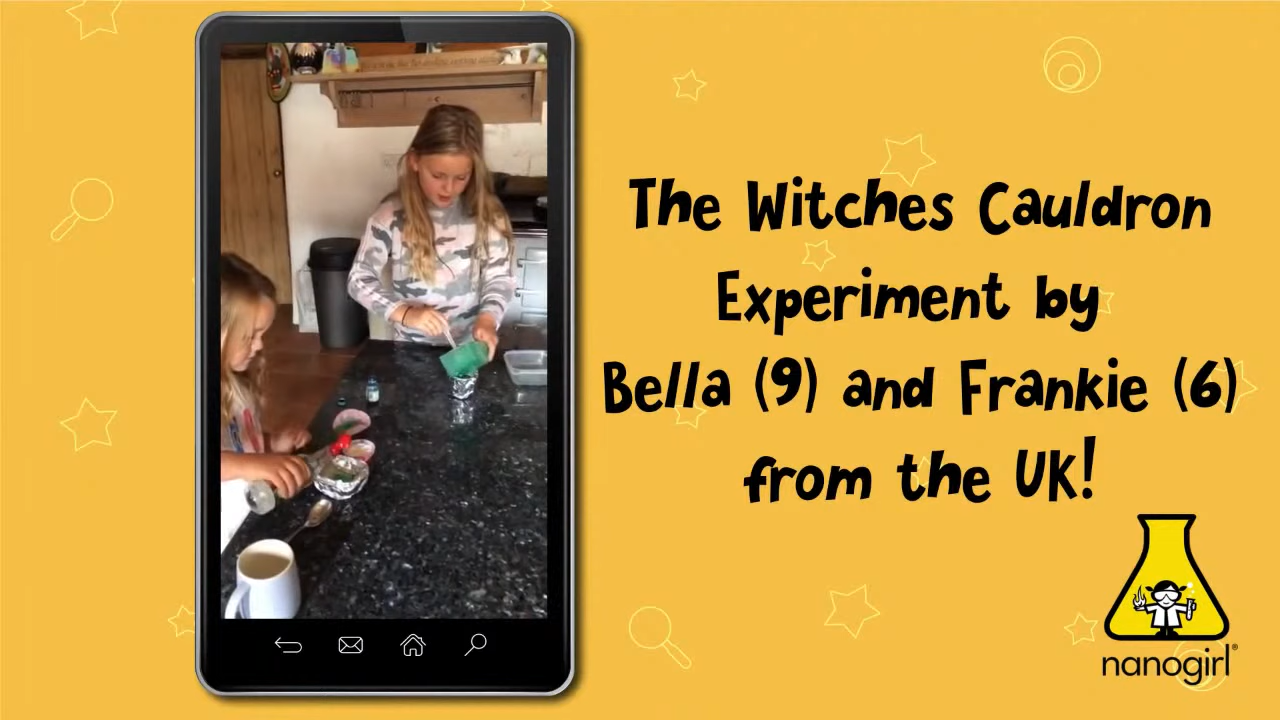 The Witches Cauldron
Experiment by
Bella (9) and Frankie (6)
from the UK!
nanogirl®